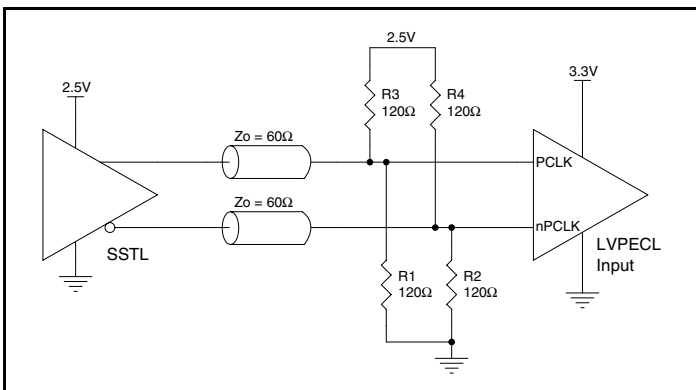 2.5V
2.5V
3.3V
R3
120Ω
R4
120Ω
Zo = 60Ω
PCLK
Zo = 60Ω
nPCLK
SSTL
LVPECL
Input
R1
120Ω
R2
120Ω